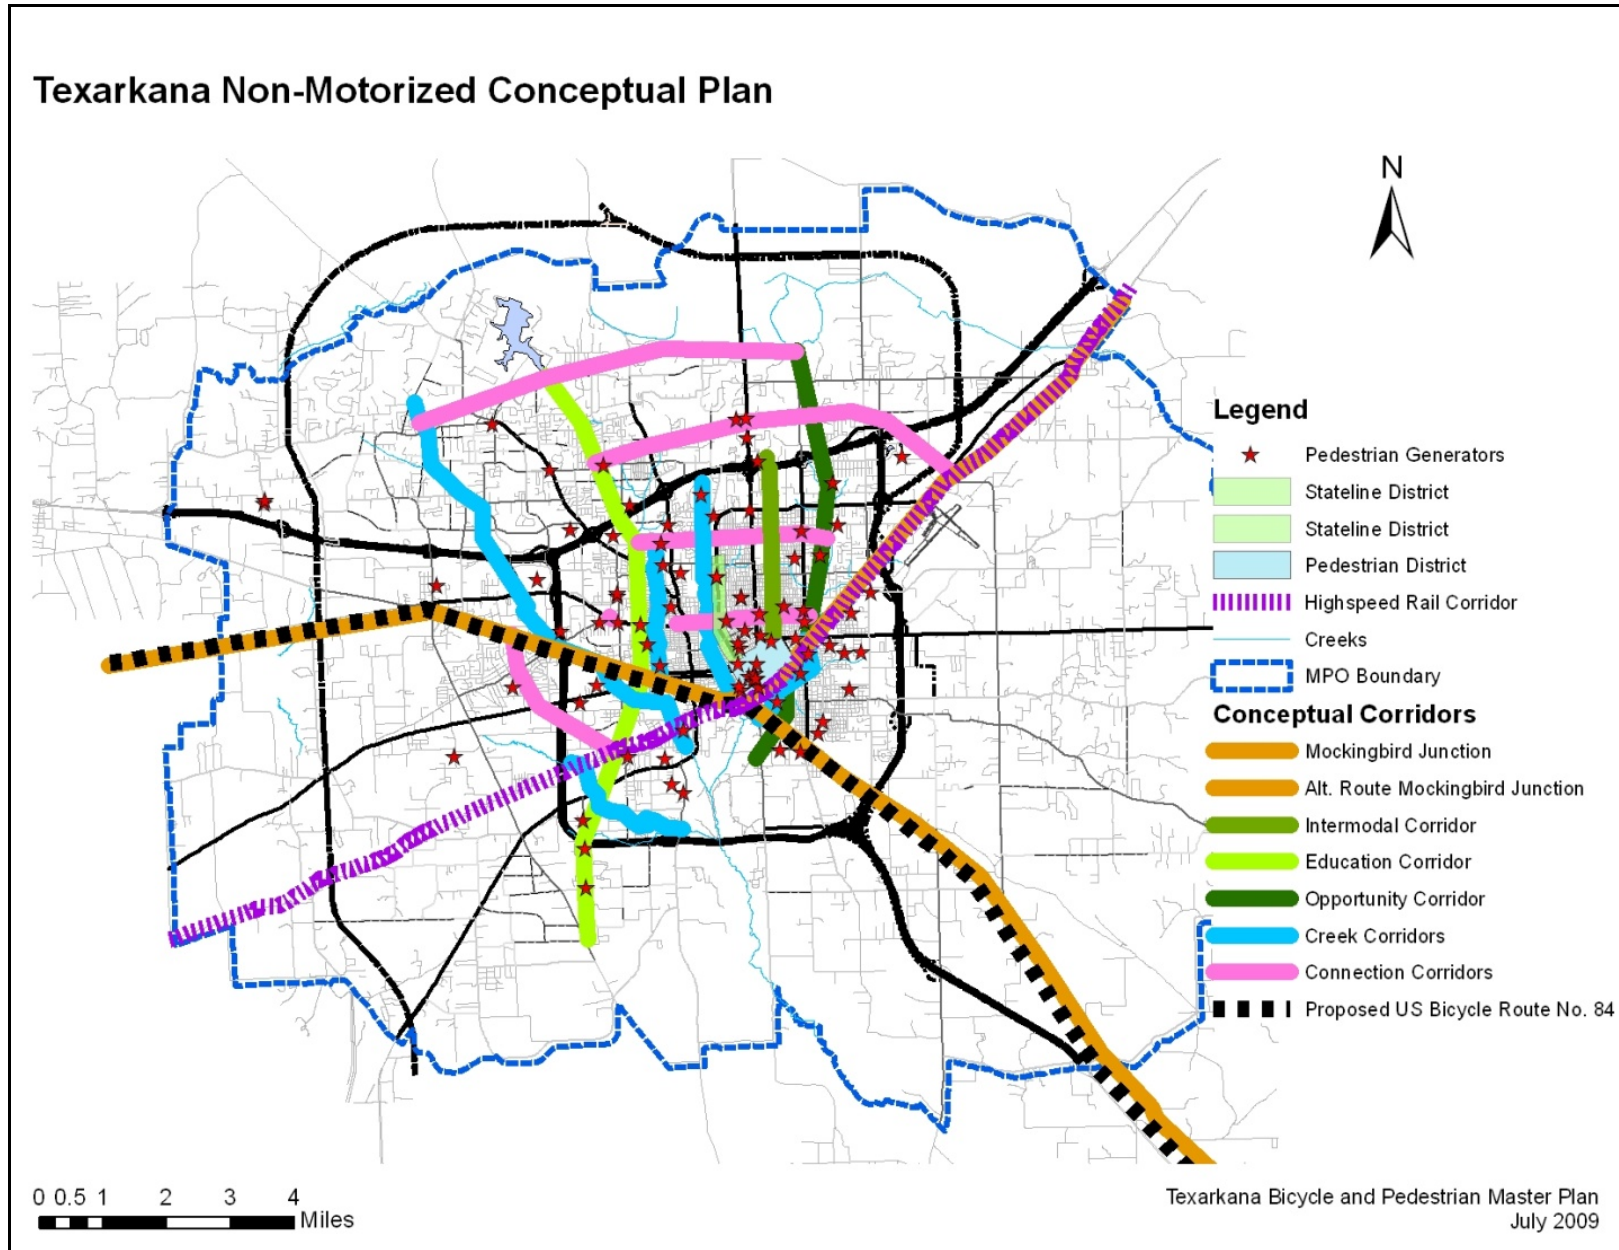 Texarkana Non-Motorized Conceptual Plan
N
Legend
Pedestrian Generators
Stateline District
Stateline District
Pedestrian District
Highspeed Rail Corridor
Creeks
MPO Boundary
Conceptual Corridors
Mockingbird Junction
Alt. Route Mockingbird Junction
Intermodal Corridor
Education Corridor
Opportunity Corridor
Creek Corridors
Connection Corridors
Proposed US Bicycle Route No. 84
0 0.5 1 2 3 4
Miles
Texarkana Bicycle and Pedestrian Master Plan
July 2009